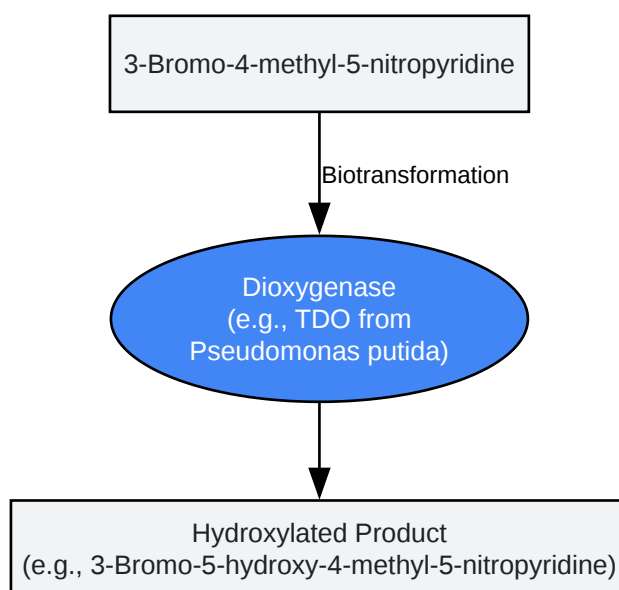 3-Bromo-4-methyl-5-nitropyridine
Biotransformation
Dioxygenase
(e.g., TDO from
Pseudomonas putida)
Hydroxylated Product
(e.g., 3-Bromo-5-hydroxy-4-methyl-5-nitropyridine)